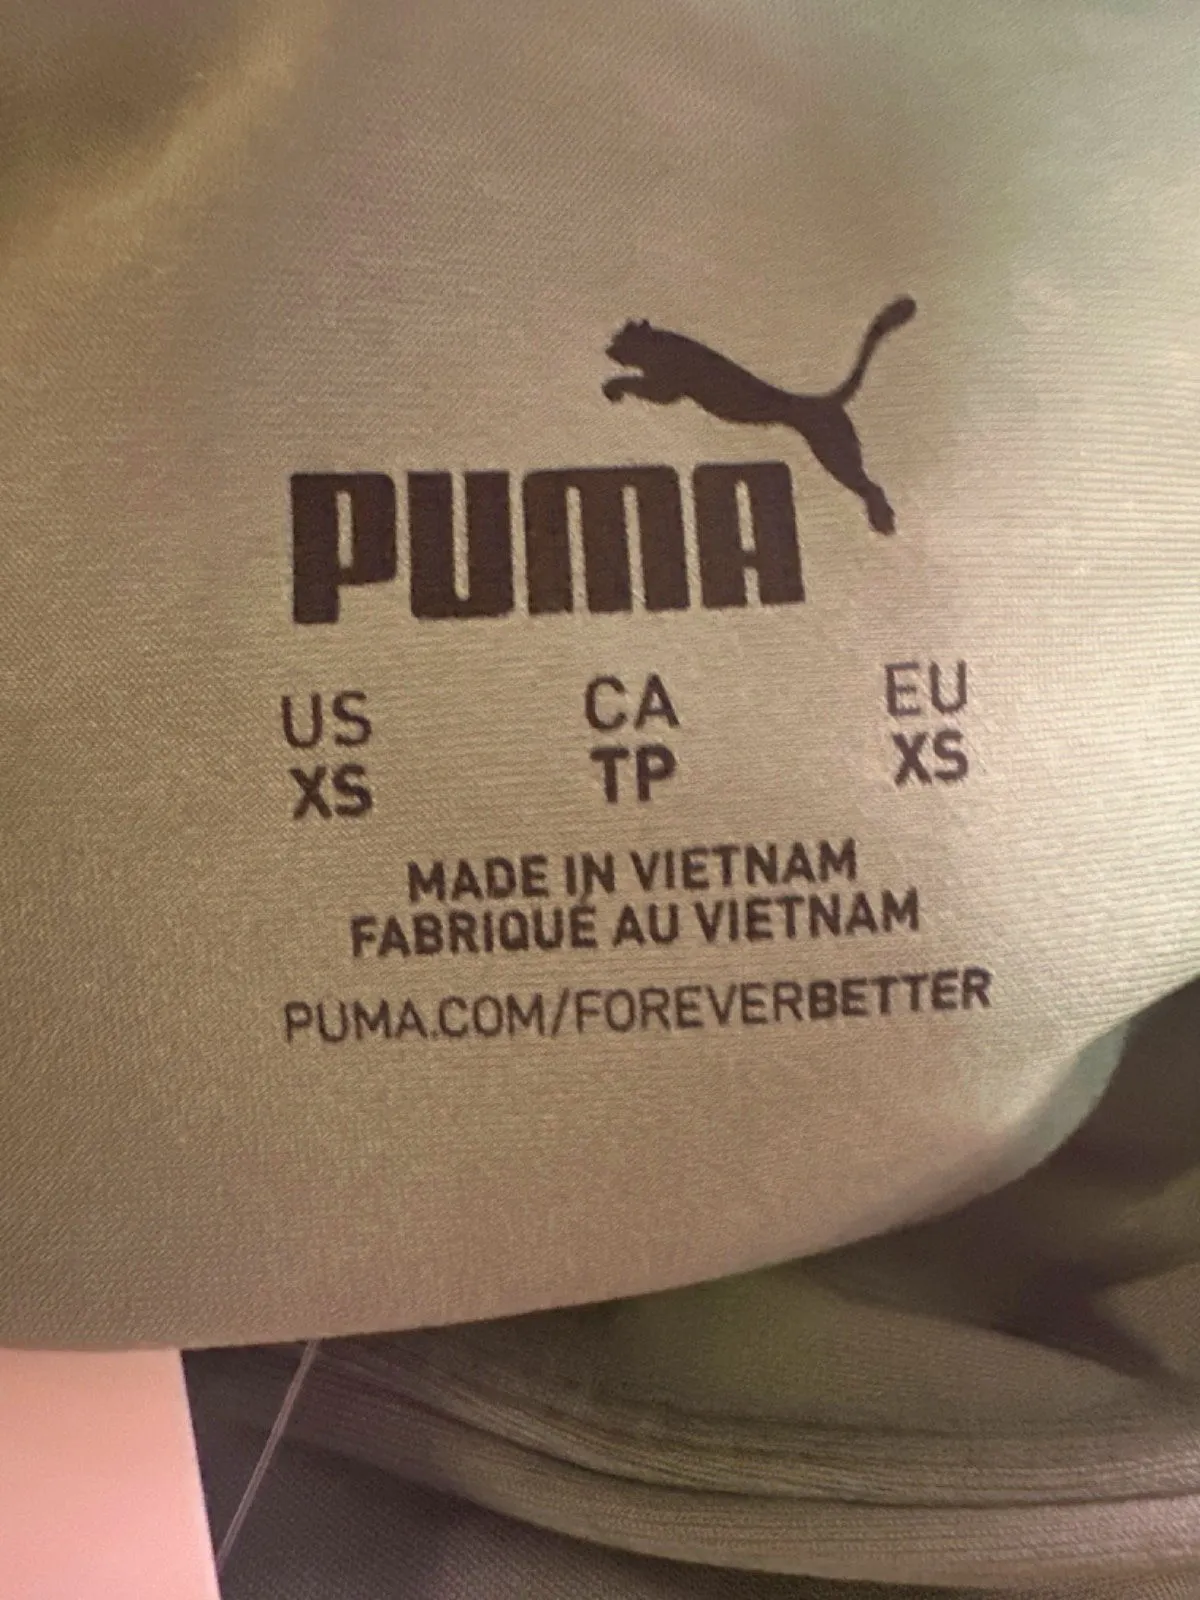 PUMA
US CA EU
XS TP XS
MADE IN VIETNAM
FABRIQUÉ AU VIETNAM
PUMA.COM/FOREVERBETTER